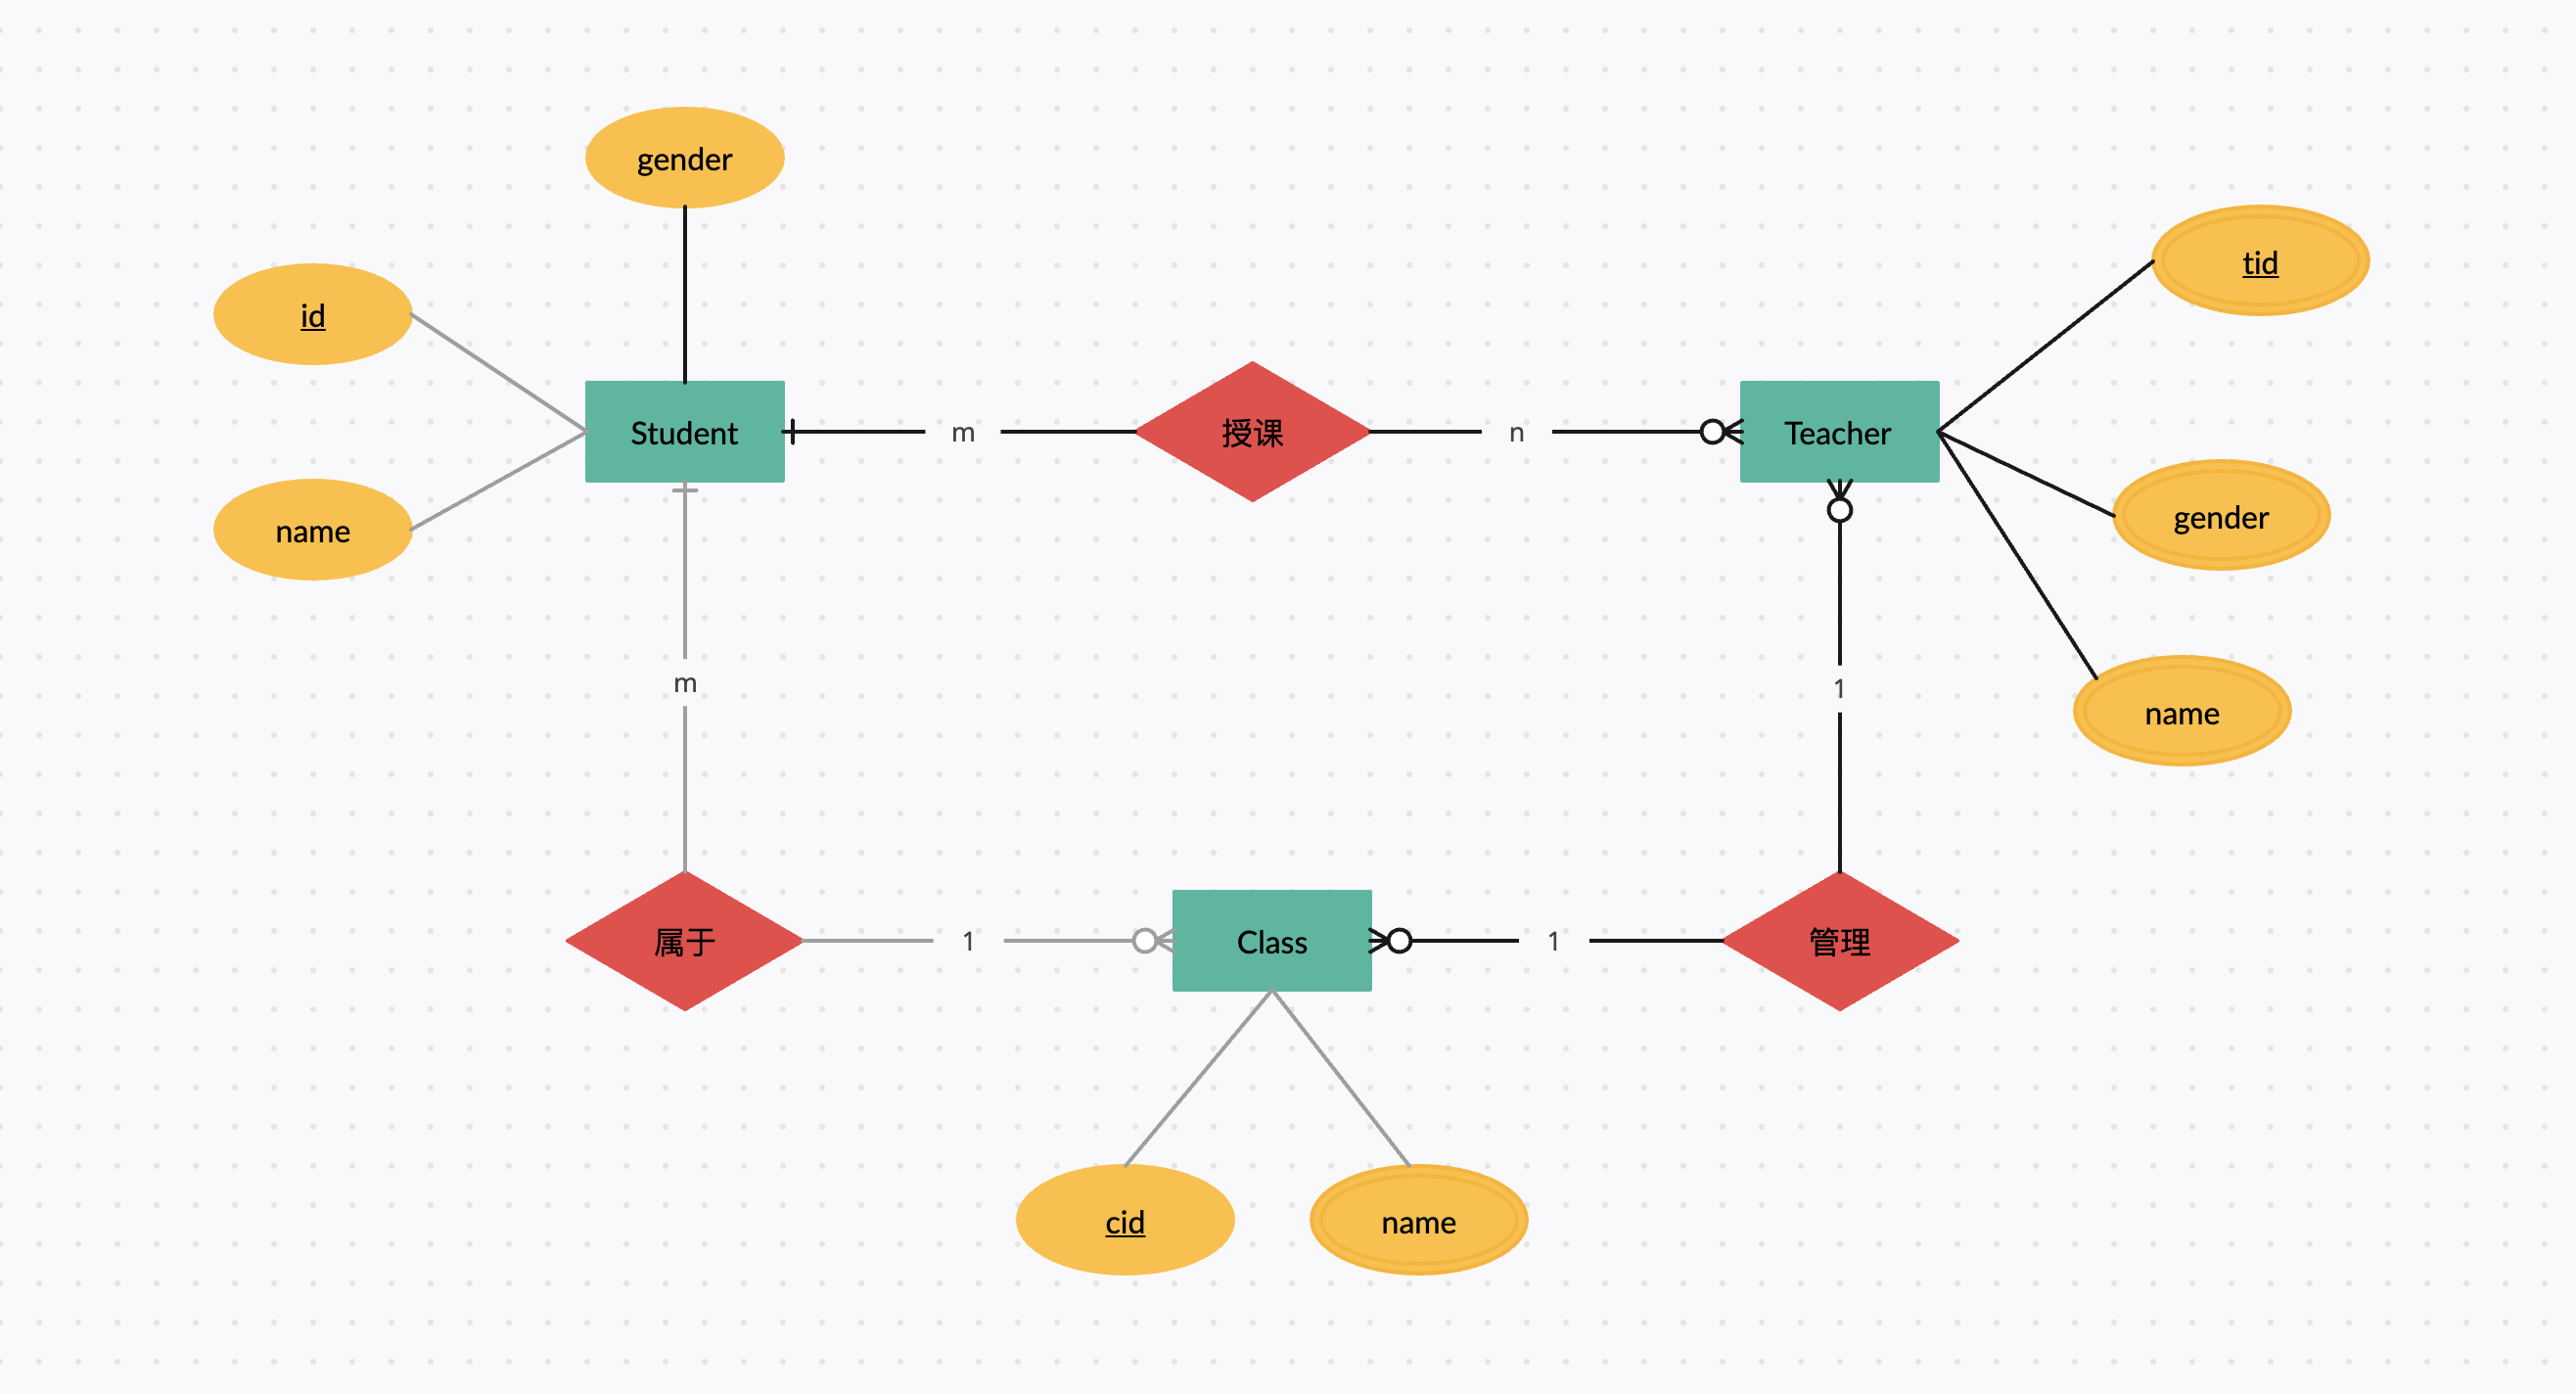 gender
id
name
Student
m
授课
n
Teacher
tid
gender
name
m
1
属于
1
Class
1
管理
cid
name